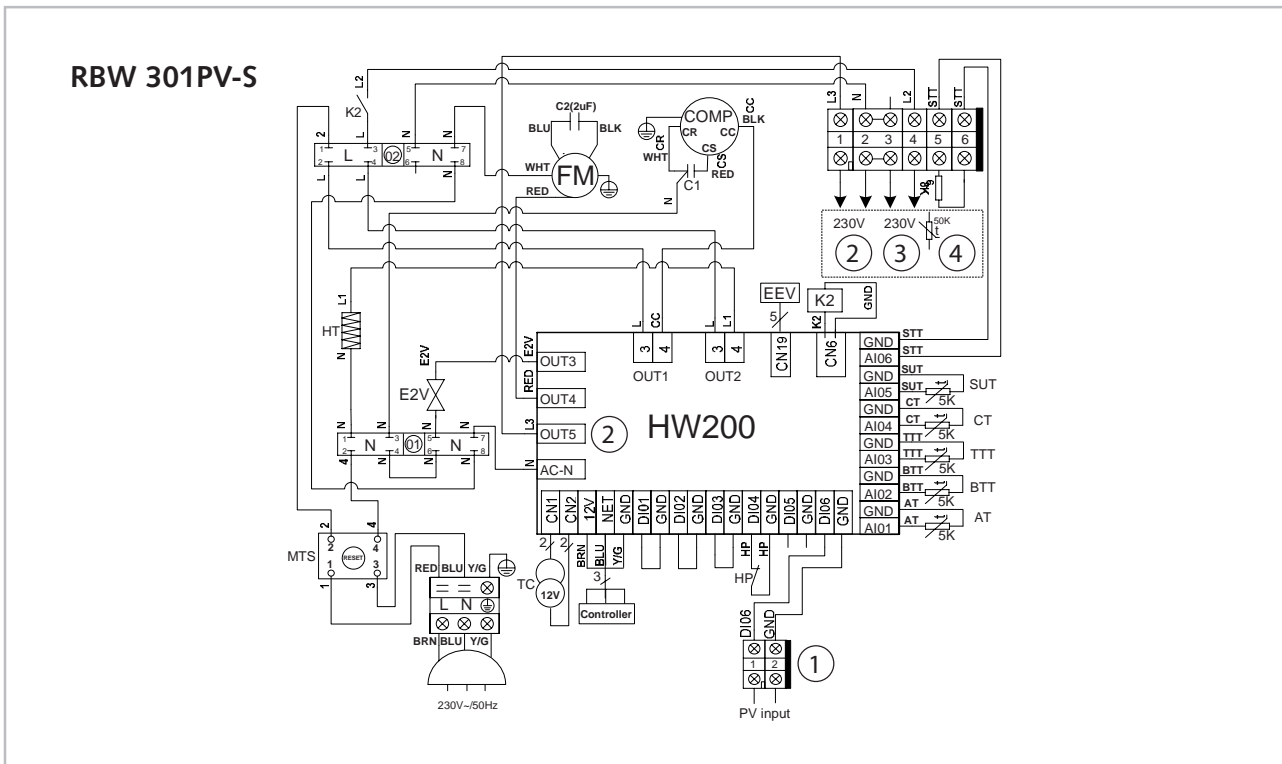 RBW 301PV-S
L2
K2
2
L
N
N
1
3
5
7
L
02
N
2
4
6
8
L
L
N
C2(2uF)
BLU
BLK
WHT
FM
RED
COMP
CR
CC
CS
CC
BLK
CR
WHT
CS
RED
C1
N
L3
N
L2
STT
STT
1
2
3
4
5
6
230V
230V
50K
t
2
3
4
L1
HT
N
E2V
E2V
N
N
N
N
1
3
5
7
N
01
N
2
4
6
8
4
N
N
N
E2V
OUT3
RED
OUT4
L3
OUT5
2
HW200
N
AC-N
L
CC
3
4
OUT1
L
L1
3
4
OUT2
EEV
5
CN19
K2
K2
GND
CN6
GND
STT
AI06
STT
GND
SUT
AI05
SUT
t
5K
SUT
GND
CT
AI04
CT
t
5K
CT
GND
TTT
AI03
TTT
t
5K
TTT
GND
BTT
AI02
BTT
t
5K
BTT
GND
AT
AI01
AT
t
5K
AT
CN1
CN2
12V
NET
GND
DI01
GND
DI02
GND
DI03
GND
DI04
GND
DI05
GND
DI06
GND
2
2
BRN
BLU
Y/G
3
HP
HP
HP
TC
12V
Controller
2
4
MTS
2
4
RESET
1
3
1
3
RED
BLU
Y/G
L
N
BRN
BLU
Y/G
230V~/50Hz
DI06
GND
1
2
1
PV input